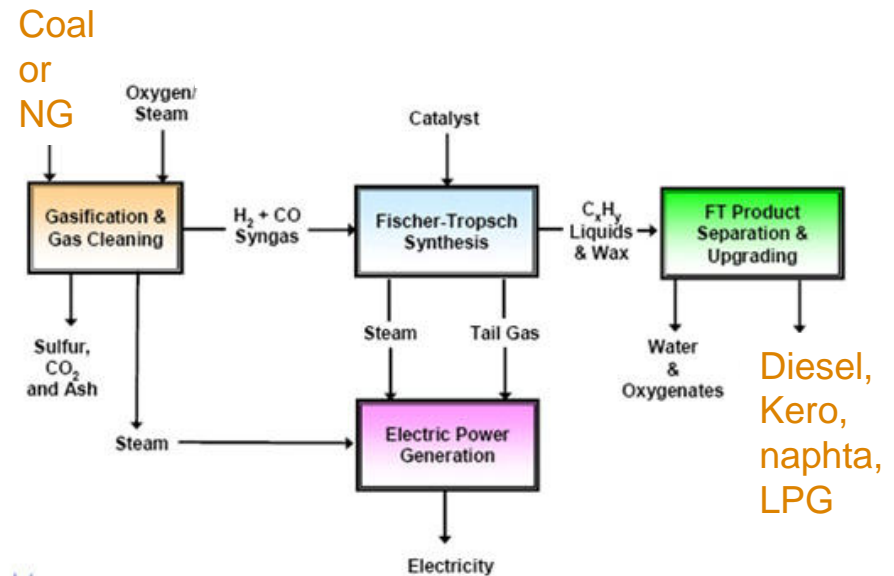 Coal
or
NG
Oxygen/
Steam
Catalyst
Gasification &
Gas Cleaning
H2 + CO
Syngas
Fischer-Tropsch
Synthesis
CxHy
Liquids
& Wax
FT Product
Separation &
Upgrading
Sulfur,
CO2
and Ash
Steam
Steam
Tail Gas
Water
&
Oxygenates
Diesel,
Kero,
naphta,
LPG
Electric Power
Generation
Electricity